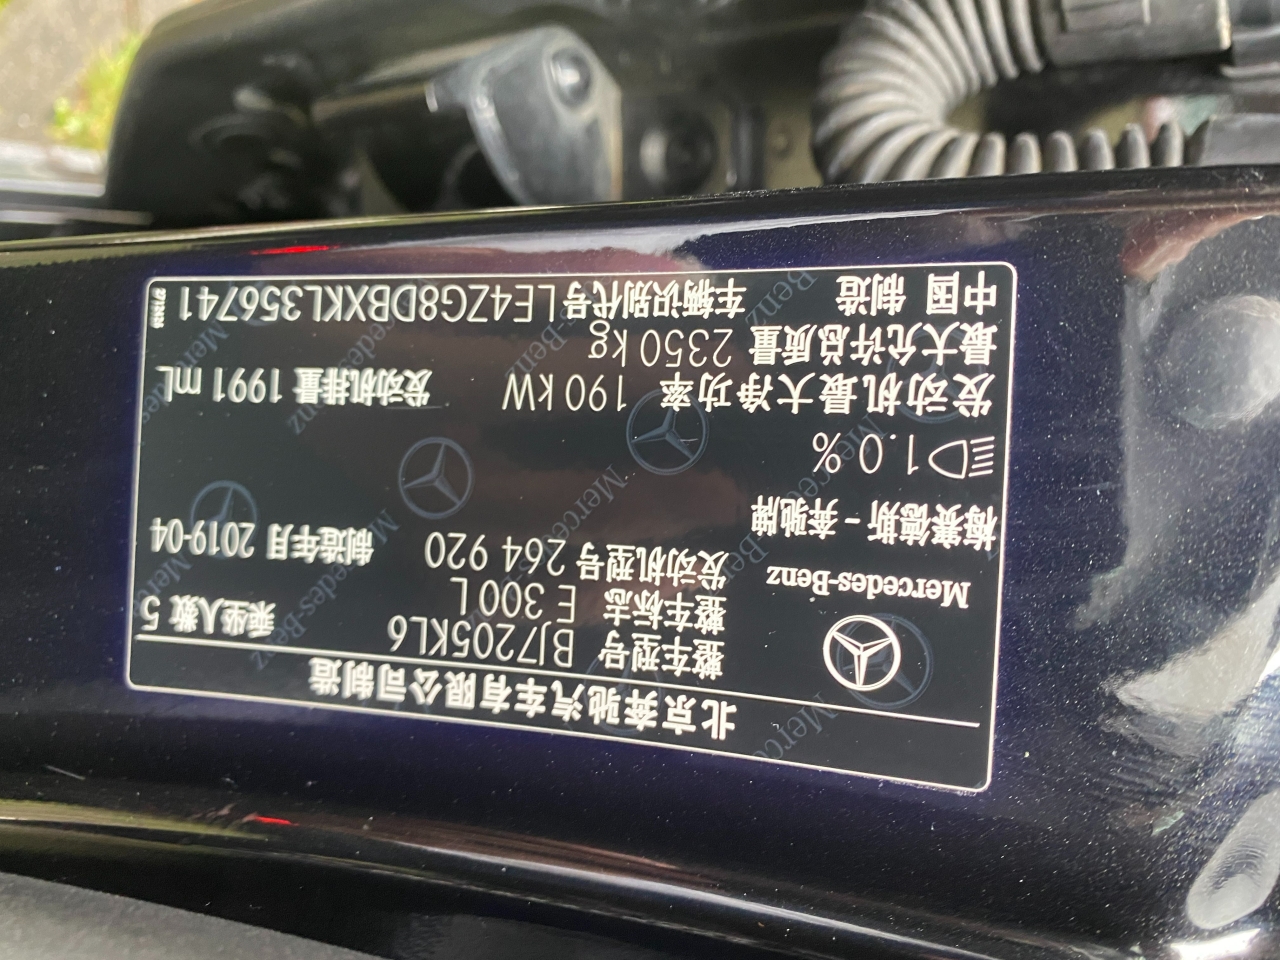 北京奔驰汽车有限公司制造
整车型号 BJ7205KL6 乘坐人数 5
整车标志 E 300 L
发动机型号 264 920 制造年月 2019-04
Mercedes-Benz
梅赛德斯-奔驰牌
1.0 %
发动机最大净功率 190 kW 发动机排量 1991 mL
最大允许总质量 2350 kg
中国 制造 车辆识别代号 LE4ZG8DBXKL356741